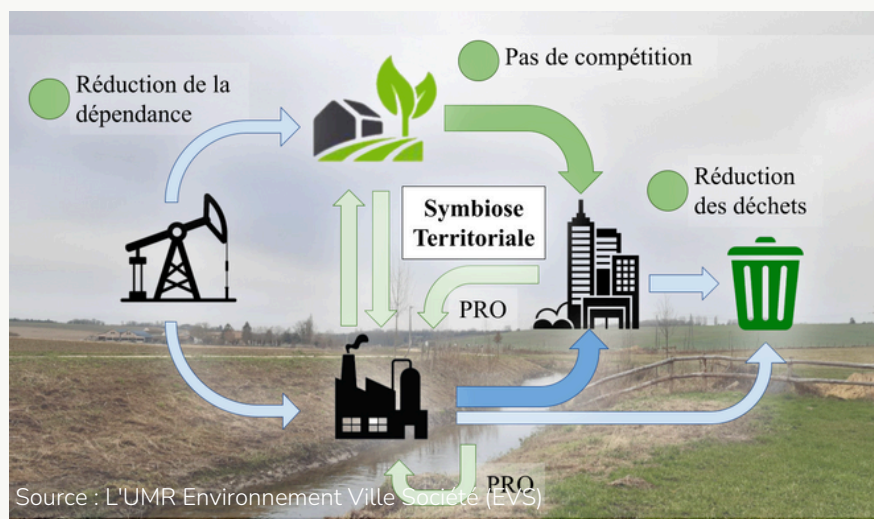 Pas de compétition
Réduction de la
dépendance
Réduction
des déchets
Symbiose
Territoriale
PRO
PRO
Source : L'UMR Environnement Ville Société (EVS)